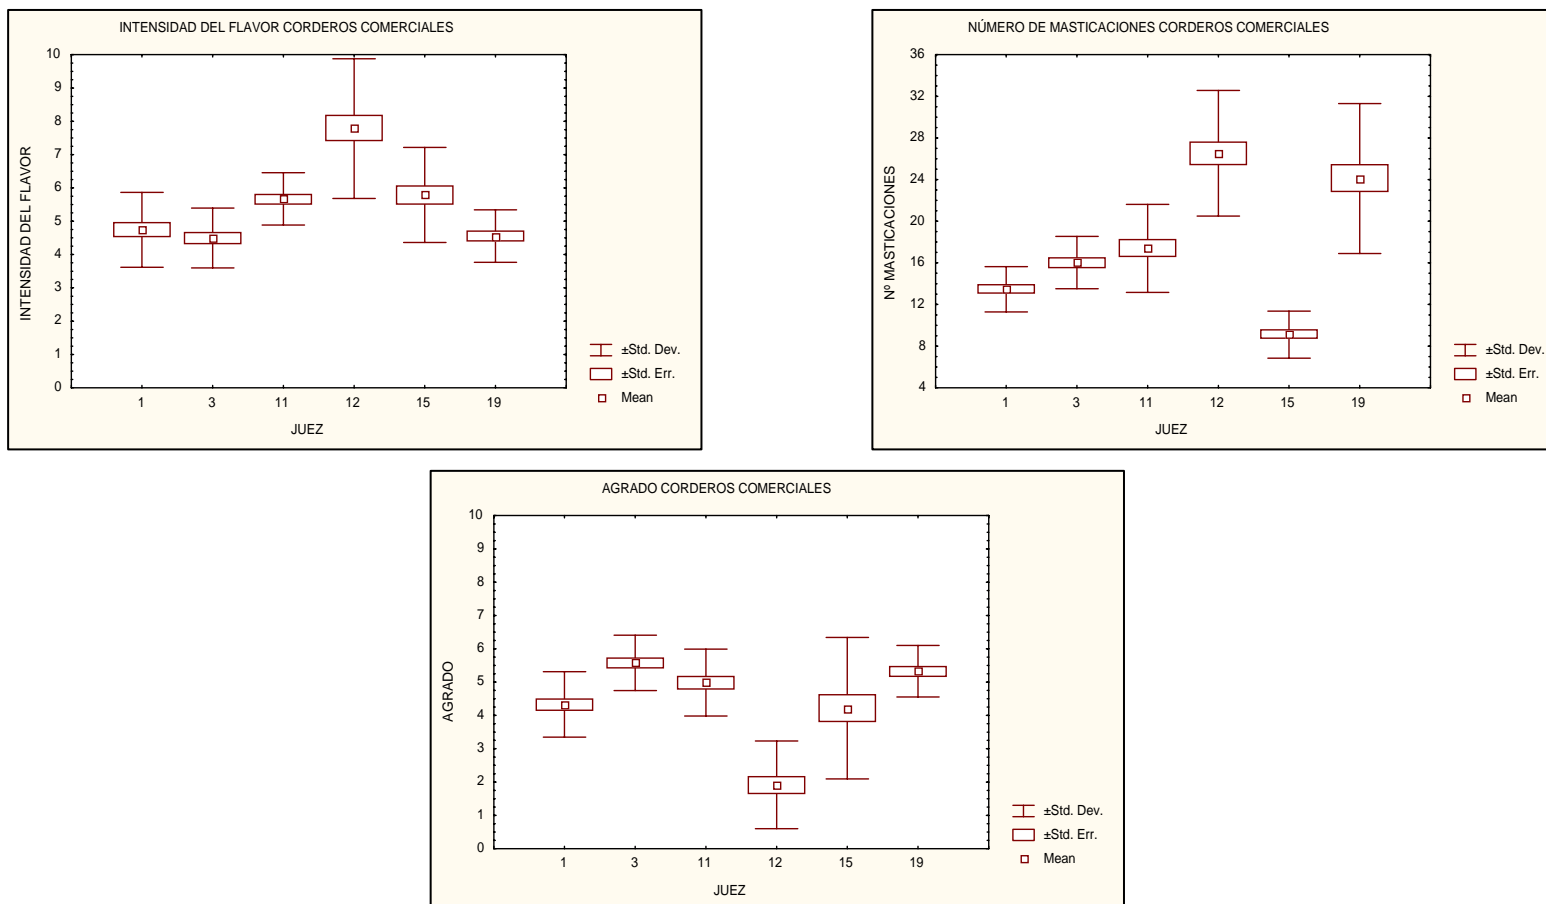 INTENSIDAD DEL FLAVOR CORDEROS COMERCIALES
INTENSIDAD DEL FLAVOR
10
9
8
7
6
5
4
3
2
1
0
1 3 11 12 15 19
JUEZ
±Std. Dev.
±Std. Err.
Mean
NÚMERO DE MASTICACIONES CORDEROS COMERCIALES
Nº MASTICACIONES
36
32
28
24
20
16
12
8
4
1 3 11 12 15 19
JUEZ
±Std. Dev.
±Std. Err.
Mean
AGRADO CORDEROS COMERCIALES
AGRADO
10
9
8
7
6
5
4
3
2
1
0
1 3 11 12 15 19
JUEZ
±Std. Dev.
±Std. Err.
Mean